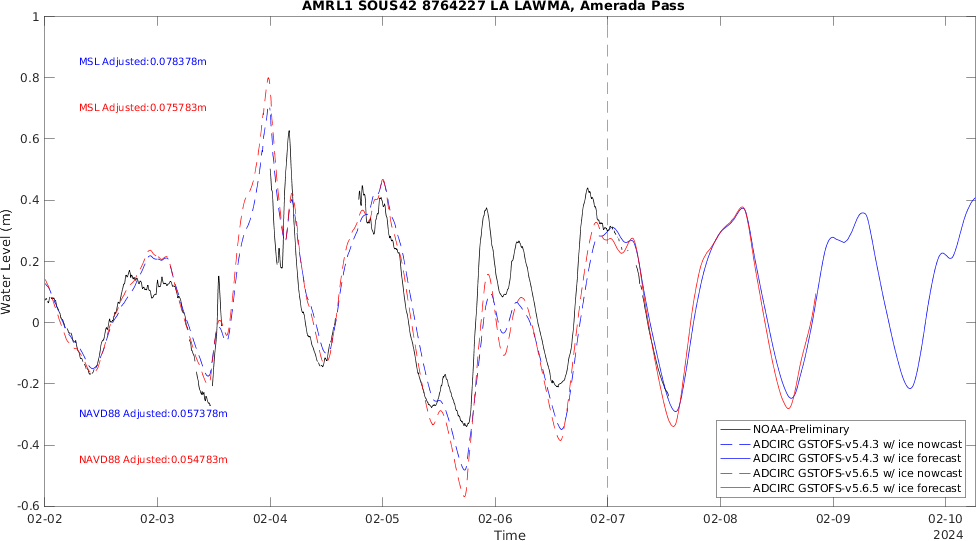 AMRL1 SOUS42 8764227 LA LAWMA, Amerada Pass
1
0.8
0.6
0.4
0.2
0
-0.2
-0.4
-0.6
Water Level (m)
MSL Adjusted:0.078378m
MSL Adjusted:0.075783m
NAVD88 Adjusted:0.057378m
NAVD88 Adjusted:0.054783m
NOAA-Preliminary
ADCIRC GSTOFS-v5.4.3 w/ ice nowcast
ADCIRC GSTOFS-v5.4.3 w/ ice forecast
ADCIRC GSTOFS-v5.6.5 w/ ice nowcast
ADCIRC GSTOFS-v5.6.5 w/ ice forecast
02-02 02-03 02-04 02-05 02-06 02-07 02-08 02-09 02-10
Time
2024